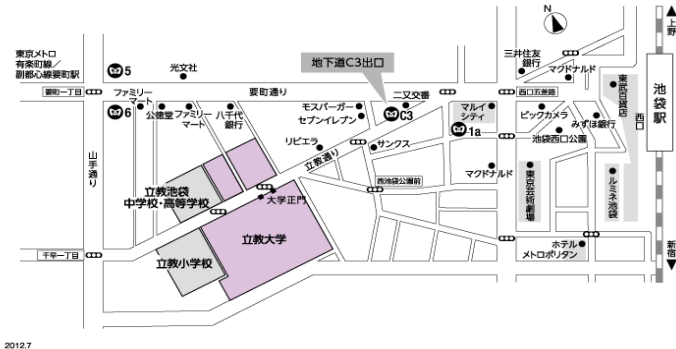 N
上野
東京メトロ
有楽町線／
副都心線要町駅
5
光文社
地下道C3出口
三井住友
銀行
マクドナルド
東武百貨店
西口
池袋駅
要町一丁目
ファミリー
マート
要町通り
モスバーガー
セブンイレブン
二又交番
C3
マルイ
シティ
1a
西口五差路
ビックカメラ
みずほ銀行
池袋西口公園
6
公徳堂
ファミリー
マート
八千代
銀行
リビエラ
立教通り
サンクス
山手通り
立教池袋
中学校・高等学校
大学正門
西池袋公園前
マクドナルド
東京芸術劇場
ルミネ池袋
立教大学
立教小学校
千早一丁目
ホテル
メトロポリタン
新宿
2012.7